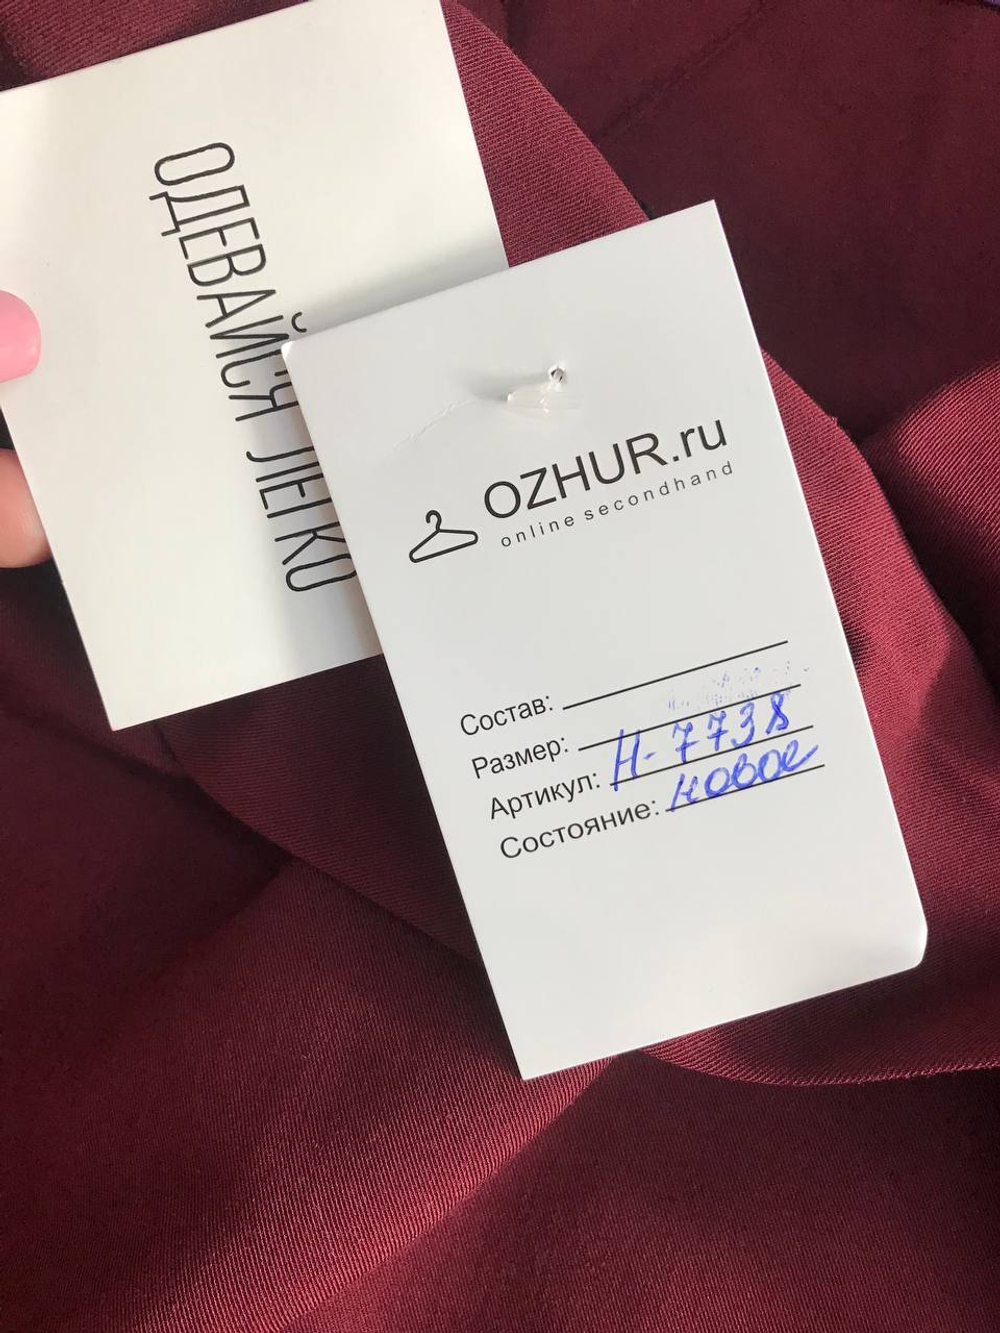 ОДЕВАЙСЯ ЛЕГКО
OZHUR.ru
online secondhand
Состав:
Размер:
Артикул: Н-7738
Состояние: новое